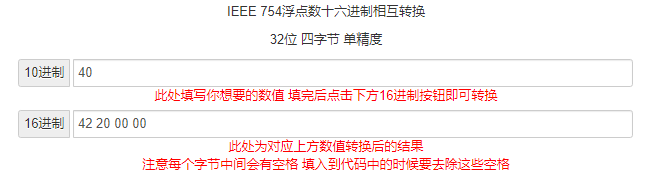 IEEE 754浮点数十六进制相互转换
32位 四字节 单精度
10进制 40
此处填写你想要的数值 填完后点击下方16进制按钮即可转换
16进制 42 20 00 00
此处为对应上方数值转换后的结果
注意每个字节中间会有空格 填入到代码中的时候要去除这些空格